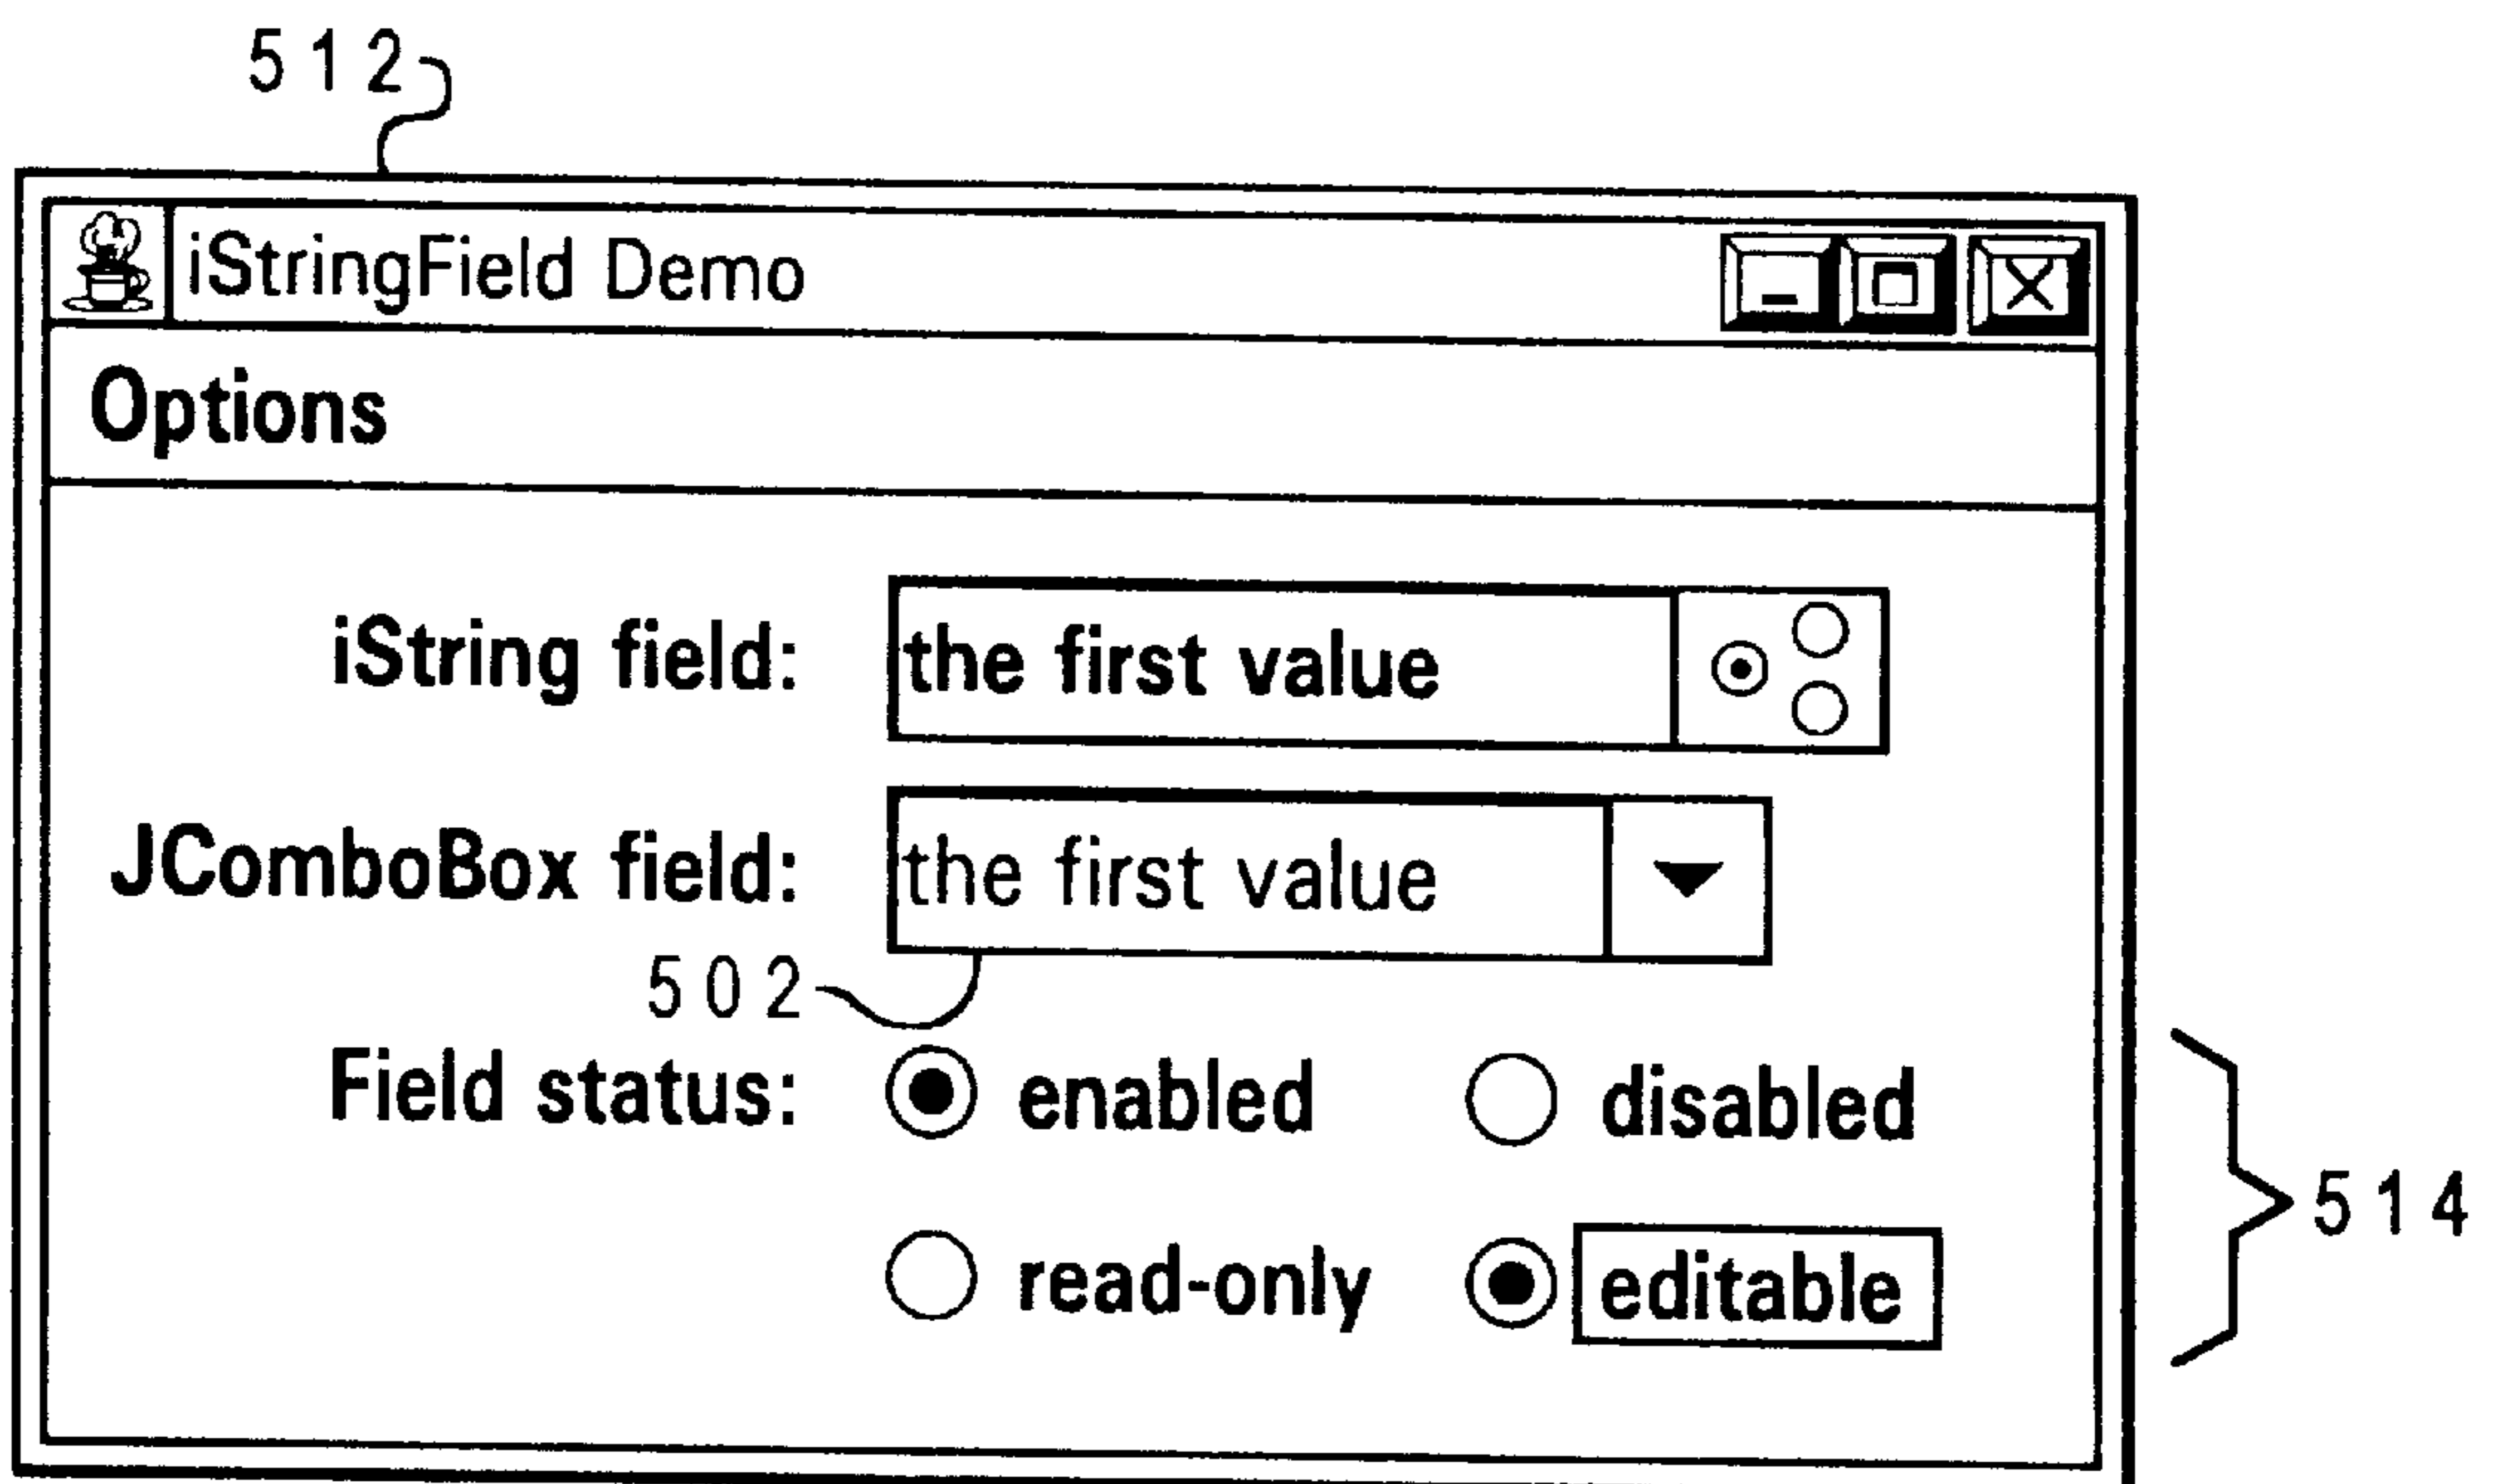 512
iStringField Demo
Options
iString field: the first value
JComboBox field: the first value
502
Field status: enabled disabled
514
read-only editable